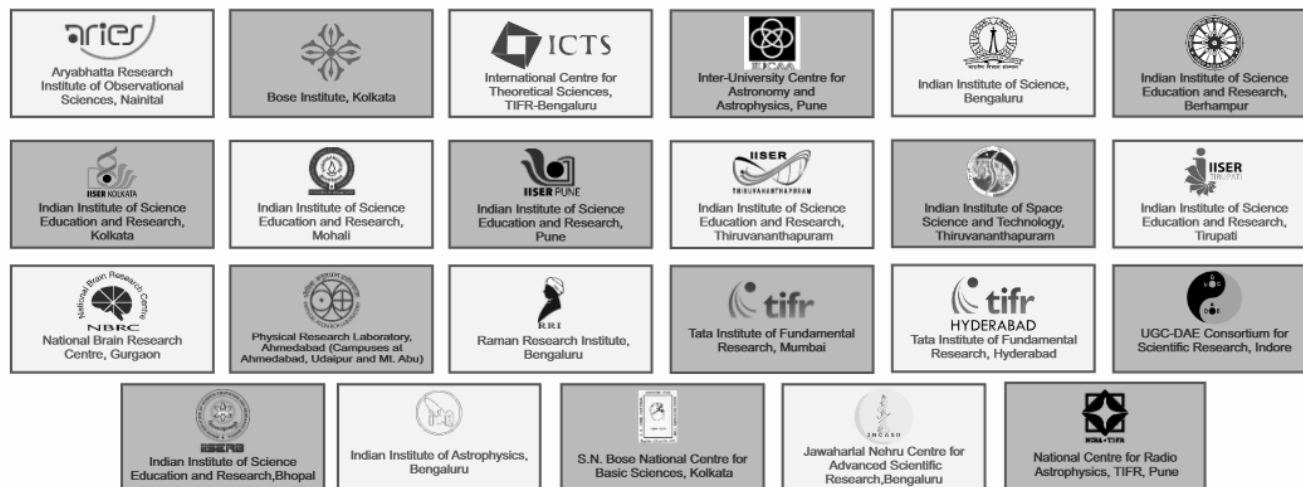 aries
Aryabhatta Research
Institute of Observational
Sciences, Nainital
Bose Institute, Kolkata
ICTS
International Centre for
Theoretical Sciences,
TIFR-Bengaluru
IUCAA
Inter-University Centre for
Astronomy and
Astrophysics, Pune
Indian Institute of Science,
Bengaluru
Indian Institute of Science
Education and Research,
Berhampur
IISER KOLKATA
Indian Institute of Science
Education and Research,
Kolkata
Indian Institute of Science
Education and Research,
Mohali
IISER PUNE
Indian Institute of Science
Education and Research,
Pune
IISER
THIRUVANANTHAPURAM
Indian Institute of Science
Education and Research,
Thiruvananthapuram
Indian Institute of Space
Science and Technology,
Thiruvananthapuram
IISER
TIRUPATI
Indian Institute of Science
Education and Research,
Tirupati
National Brain Research Centre
NBRC
National Brain Research
Centre, Gurgaon
Physical Research Laboratory,
Ahmedabad (Campuses at
Ahmedabad, Udaipur and Mt. Abu)
RRI
Raman Research Institute,
Bengaluru
tifr
Tata Institute of Fundamental
Research, Mumbai
tifr
HYDERABAD
Tata Institute of Fundamental
Research, Hyderabad
UGC-DAE Consortium for
Scientific Research, Indore
IISERB
Indian Institute of Science
Education and Research,Bhopal
Indian Institute of Astrophysics,
Bengaluru
S.N. Bose National Centre for
Basic Sciences, Kolkata
JNCASR
Jawaharlal Nehru Centre for
Advanced Scientific
Research,Bengaluru
NCRA • TIFR
National Centre for Radio
Astrophysics, TIFR, Pune